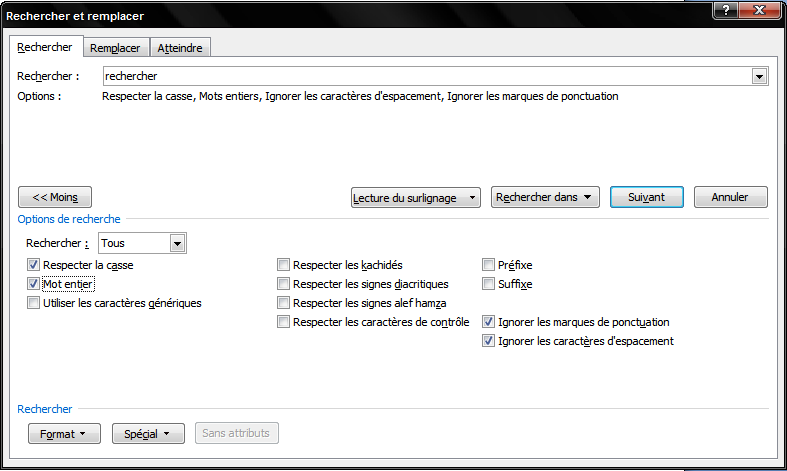 Rechercher et remplacer
Rechercher Remplacer Atteindre
Rechercher : rechercher
Options : Respecter la casse, Mots entiers, Ignorer les caractères d'espacement, Ignorer les marques de ponctuation
<< Moins Lecture du surlignage Rechercher dans Suivant Annuler
Options de recherche
Rechercher : Tous
Respecter la casse Respecter les kachidés Préfixe
Mot entier Respecter les signes diacritiques Suffixe
Utiliser les caractères génériques Respecter les signes alef hamza
Respecter les caractères de contrôle Ignorer les marques de ponctuation
Ignorer les caractères d'espacement
Rechercher
Format Spécial Sans attributs